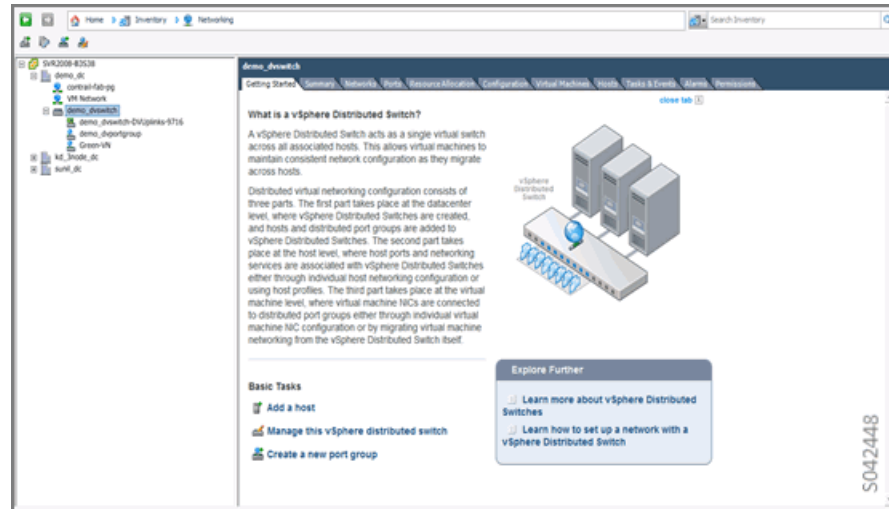 Home Inventory Networking
Search Inventory
SVR2008-B3S38
demo_dc
contrail-fab-pg
VM Network
demo_dvswitch
demo_dvswitch-DVUplinks-9716
demo_dvportgroup
Green-VN
kd_3node_dc
sunil_dc
demo_dvswitch
Getting Started Summary Networks Ports Resource Allocation Configuration Virtual Machines Hosts Tasks & Events Alarms Permissions
close tab
What is a vSphere Distributed Switch?
A vSphere Distributed Switch acts as a single virtual switch
across all associated hosts. This allows virtual machines to
maintain consistent network configuration as they migrate
across hosts.
Distributed virtual networking configuration consists of
three parts. The first part takes place at the datacenter
level, where vSphere Distributed Switches are created,
and hosts and distributed port groups are added to
vSphere Distributed Switches. The second part takes
place at the host level, where host ports and networking
services are associated with vSphere Distributed Switches
either through individual host networking configuration or
using host profiles. The third part takes place at the virtual
machine level, where virtual machine NICs are connected
to distributed port groups either through individual virtual
machine NIC configuration or by migrating virtual machine
networking from the vSphere Distributed Switch itself.
vSphere
Distributed
Switch
Basic Tasks
Add a host
Manage this vSphere distributed switch
Create a new port group
Explore Further
Learn more about vSphere Distributed
Switches
Learn how to set up a network with a
vSphere Distributed Switch
S042448